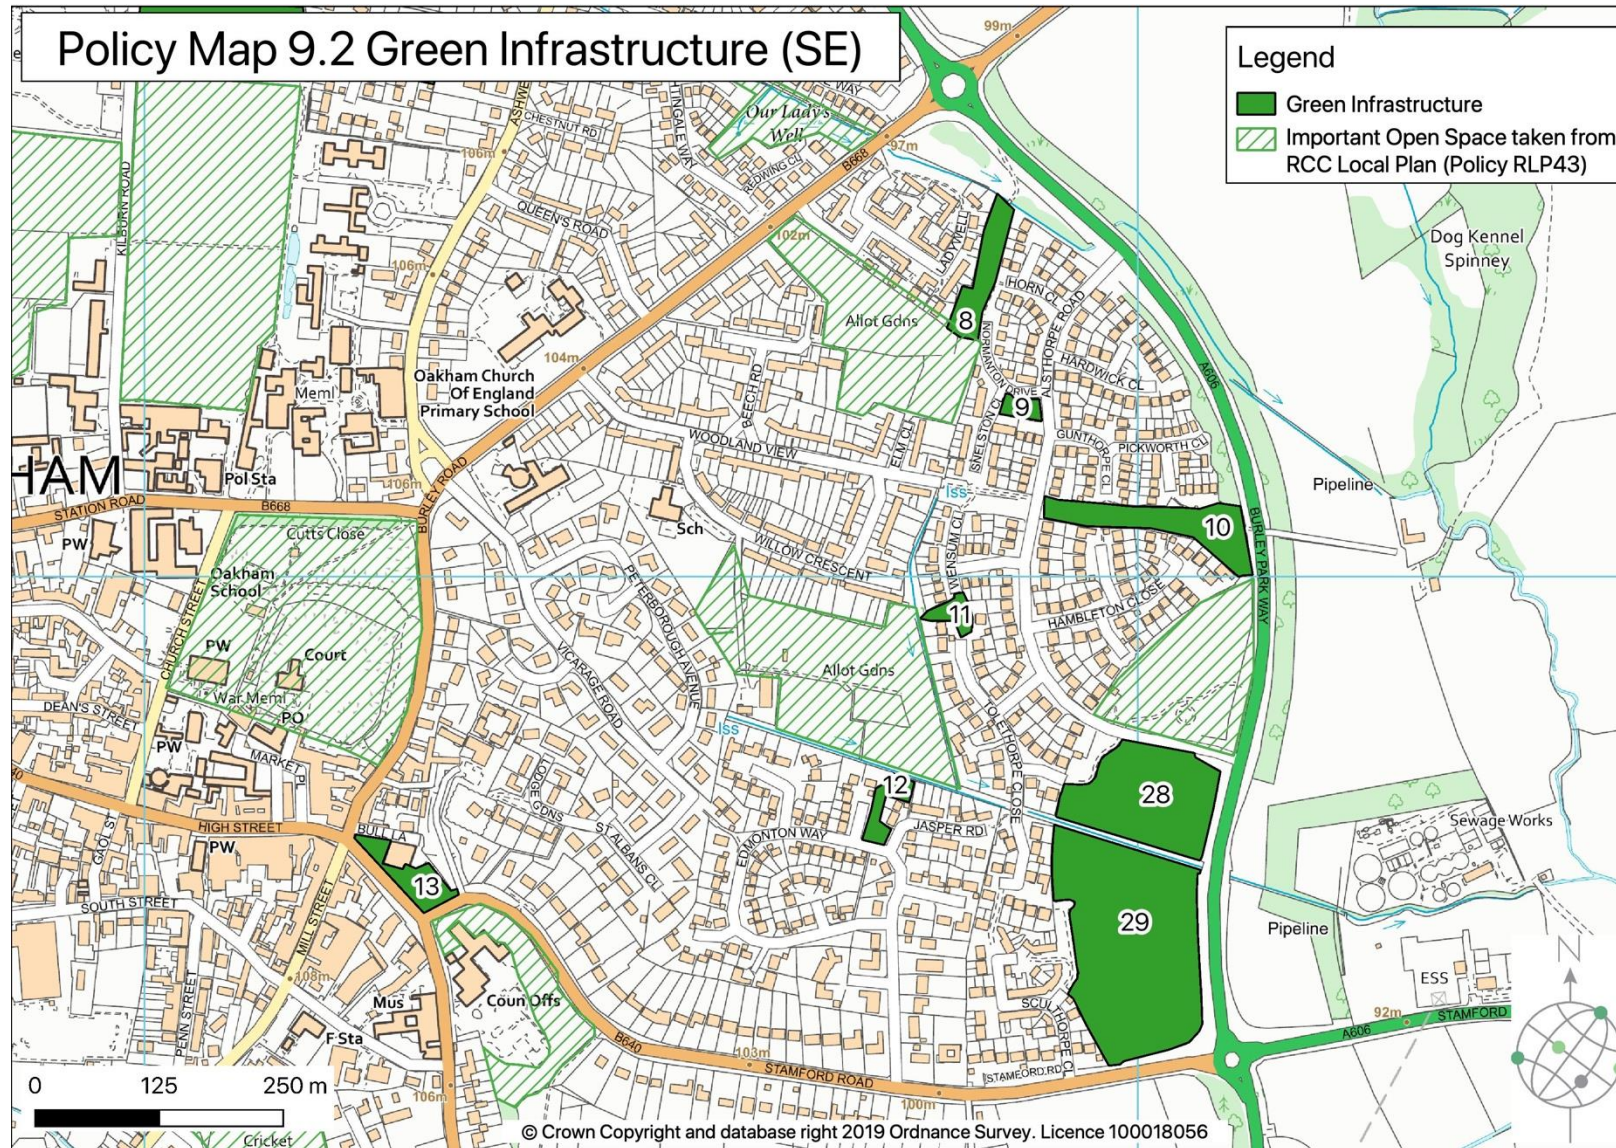 Policy Map 9.2 Green Infrastructure (SE)
Legend
Green Infrastructure
Important Open Space taken from
RCC Local Plan (Policy RLP43)
99m
WAY
Our Lady's
Well
97m
B668
REDWING CL
TINGALE WAY
ASHWE
CHESTNUT RD
106m
KILBURN ROAD
QUEEN'S ROAD
102m
LADYWELL
HORN CL
Dog Kennel
Spinney
106m
Allot Gdns
8
NORMANTON
DRIVE
ALSTHORPE ROAD
HARDWICK CL
A606
104m
Oakham Church
Of England
Primary School
Meml
BEECH RD
9
SNELSTON CL
GUNTHORPE CL
PICKWORTH CL
WOODLAND VIEW
ELM CL
HAM
Pol Sta
106m
BURLEY ROAD
Iss
Pipeline
STATION ROAD
B668
PW
Cutts Close
Sch
10
BURLEY PARK WAY
WILLOW CRESCENT
WENSUM CL
Oakham
School
CHURCH STREET
PETERBOROUGH AVENUE
11
HAMBLETON CLOSE
PW
Court
War Meml
PO
VICARAGE ROAD
Allot Gdns
DEAN'S STREET
PW
MARKET PL
Iss
TOLETHORPE CLOSE
LODGE GDNS
12
28
HIGH STREET
GAOL ST
BULL LA
PW
ST ALBANS CL
EDMONTON WAY
JASPER RD
Sewage Works
13
SOUTH STREET
MILL STREET
29
Pipeline
N
108m
PENN STREET
Mus
F Sta
Coun Offs
SCULTHORPE CL
ESS
92m
A606
STAMFORD
B640
103m
STAMFORD ROAD
STAMFORD RD
0 125 250 m
106m
100m
Cricket
© Crown Copyright and database right 2019 Ordnance Survey. Licence 100018056